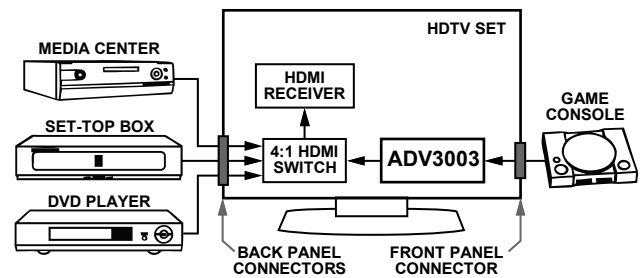 HDTV SET
MEDIA CENTER
HDMI
RECEIVER
GAME
CONSOLE
SET-TOP BOX
4:1 HDMI
SWITCH
ADV3003
DVD PLAYER
BACK PANEL
CONNECTORS
FRONT PANEL
CONNECTOR